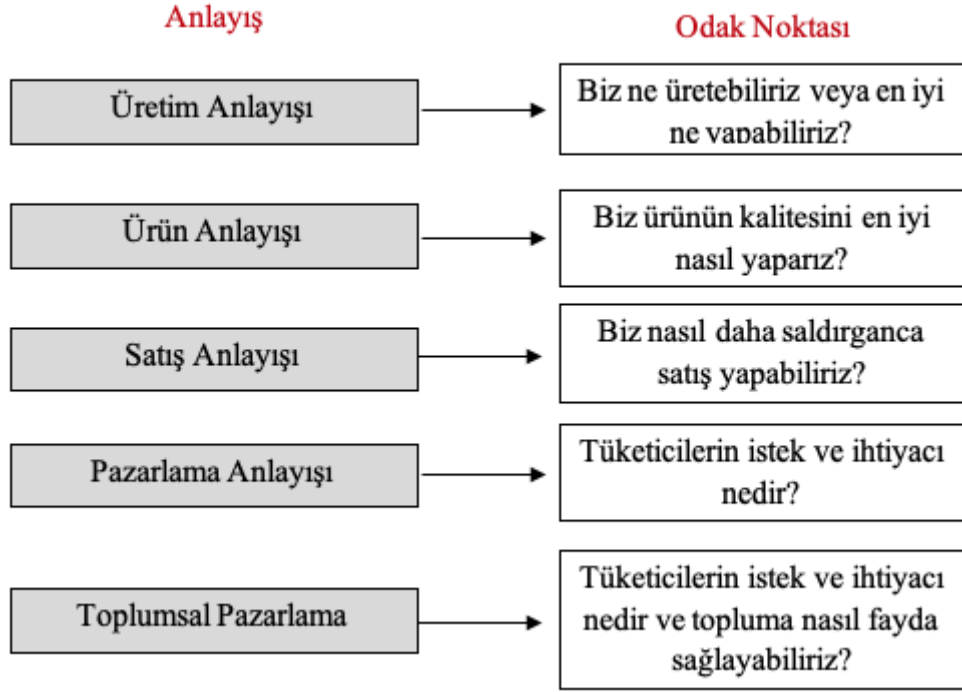 Anlayış
Odak Noktası
Üretim Anlayışı
Biz ne üretebiliriz veya en iyi
ne yapabiliriz?
Ürün Anlayışı
Biz ürünün kalitesini en iyi
nasıl yaparız?
Satış Anlayışı
Biz nasıl daha saldırganca
satış yapabiliriz?
Pazarlama Anlayışı
Tüketicilerin istek ve ihtiyacı
nedir?
Toplumsal Pazarlama
Tüketicilerin istek ve ihtiyacı
nedir ve topluma nasıl fayda
sağlayabiliriz?